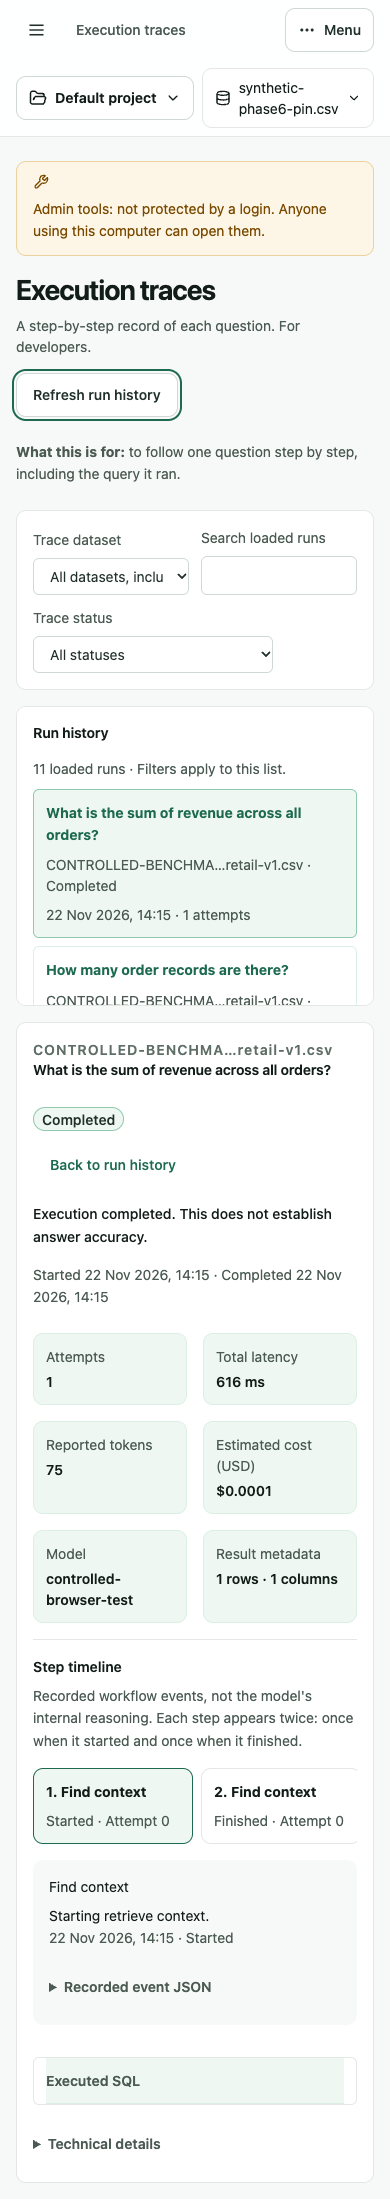 Execution traces
Menu
Default project
synthetic-
phase6-pin.csv
Admin tools: not protected by a login. Anyone
using this computer can open them.
Execution traces
A step-by-step record of each question. For
developers.
Refresh run history
What this is for: to follow one question step by step,
including the query it ran.
Trace dataset
Search loaded runs
All datasets, inclu
Trace status
All statuses
Run history
11 loaded runs · Filters apply to this list.
What is the sum of revenue across all
orders?
CONTROLLED-BENCHMA...retail-v1.csv ·
Completed
22 Nov 2026, 14:15 · 1 attempts
How many order records are there?
CONTROLLED-BENCHMA...retail-v1.csv ·
CONTROLLED-BENCHMA...retail-v1.csv
What is the sum of revenue across all orders?
Completed
Back to run history
Execution completed. This does not establish
answer accuracy.
Started 22 Nov 2026, 14:15 · Completed 22 Nov
2026, 14:15
Attempts
1
Total latency
616 ms
Reported tokens
75
Estimated cost
(USD)
$0.0001
Model
controlled-
browser-test
Result metadata
1 rows · 1 columns
Step timeline
Recorded workflow events, not the model's
internal reasoning. Each step appears twice: once
when it started and once when it finished.
1. Find context
Started · Attempt 0
2. Find context
Finished · Attempt 0
Find context
Starting retrieve context.
22 Nov 2026, 14:15 · Started
Recorded event JSON
Executed SQL
Technical details